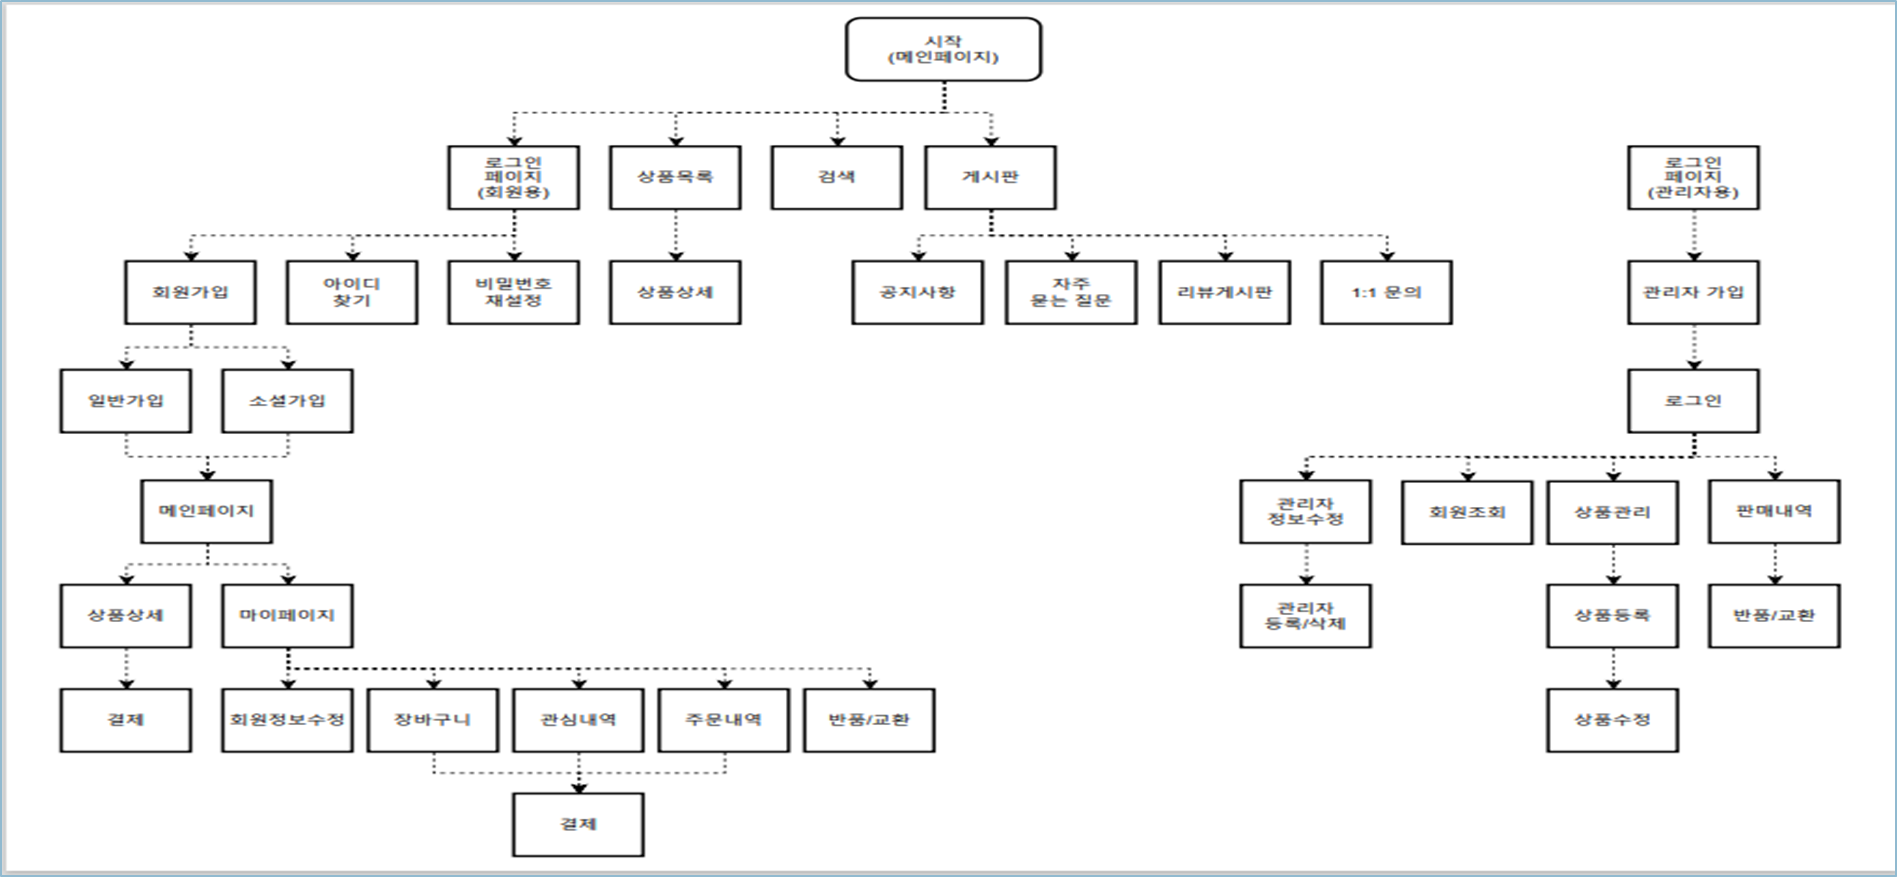 시작
(메인페이지)
로그인
페이지
(회원용)
상품목록
검색
게시판
로그인
페이지
(관리자용)
회원가입
아이디
찾기
비밀번호
재설정
상품상세
공지사항
자주
묻는 질문
리뷰게시판
1:1 문의
관리자 가입
일반가입
소셜가입
로그인
메인페이지
관리자
정보수정
회원조회
상품관리
판매내역
상품상세
마이페이지
관리자
등록/삭제
상품등록
반품/교환
결제
회원정보수정
장바구니
관심내역
주문내역
반품/교환
상품수정
결제